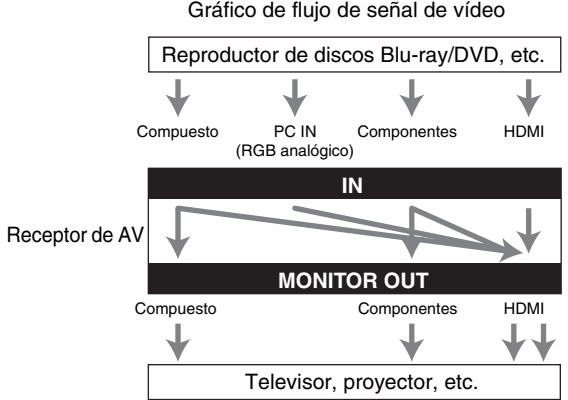 Gráfico de flujo de señal de vídeo
Reproductor de discos Blu-ray/DVD, etc.
Compuesto PC IN Componentes HDMI
(RGB analógico)
IN
Receptor de AV
MONITOR OUT
Compuesto Componentes HDMI
Televisor, proyector, etc.